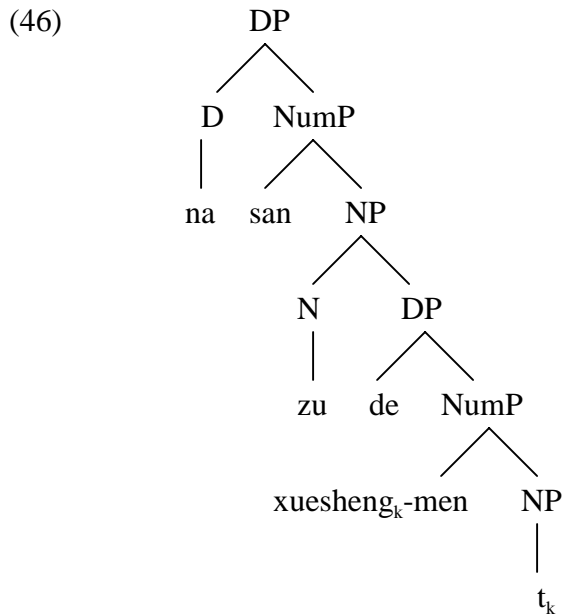 (46) DP
D NumP
na san NP
N DP
zu de NumP
xueshengₖ-men NP
tₖ